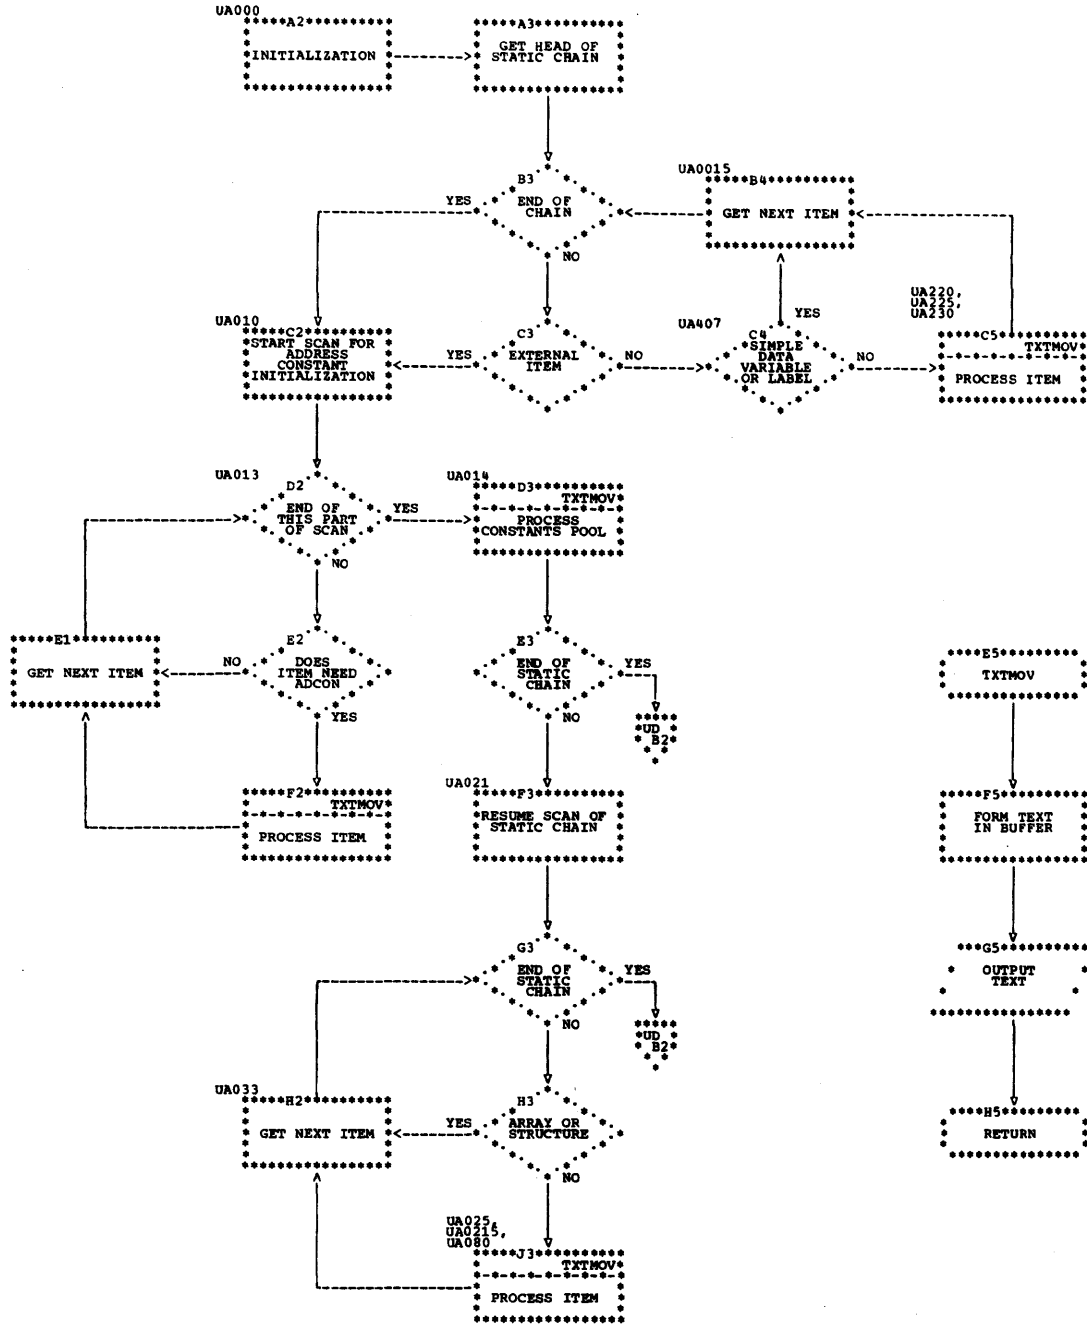 UA000
A2
INITIALIZATION
A3
GET HEAD OF
STATIC CHAIN
B3
END OF
CHAIN
YES
NO
UA0015
B4
GET NEXT ITEM
UA010
C2
START SCAN FOR
ADDRESS
CONSTANT
INITIALIZATION
C3
EXTERNAL
ITEM
YES
NO
UA407
C4
SIMPLE
DATA
VARIABLE
OR LABEL
YES
NO
UA220,
UA225,
UA230
C5
TXTMOV
PROCESS ITEM
UA013
D2
END OF
THIS PART
OF SCAN
YES
NO
UA014
D3
TXTMOV
PROCESS
CONSTANTS POOL
E1
GET NEXT ITEM
E2
DOES
ITEM NEED
ADCON
NO
YES
E3
END OF
STATIC
CHAIN
YES
NO
UD
B2
E5
TXTMOV
F2
TXTMOV
PROCESS ITEM
UA021
F3
RESUME SCAN OF
STATIC CHAIN
F5
FORM TEXT
IN BUFFER
G3
END OF
STATIC
CHAIN
YES
NO
UD
B2
G5
OUTPUT
TEXT
UA033
H2
GET NEXT ITEM
H3
ARRAY OR
STRUCTURE
YES
NO
H5
RETURN
UA025,
UA0215,
UA080
J3
TXTMOV
PROCESS ITEM